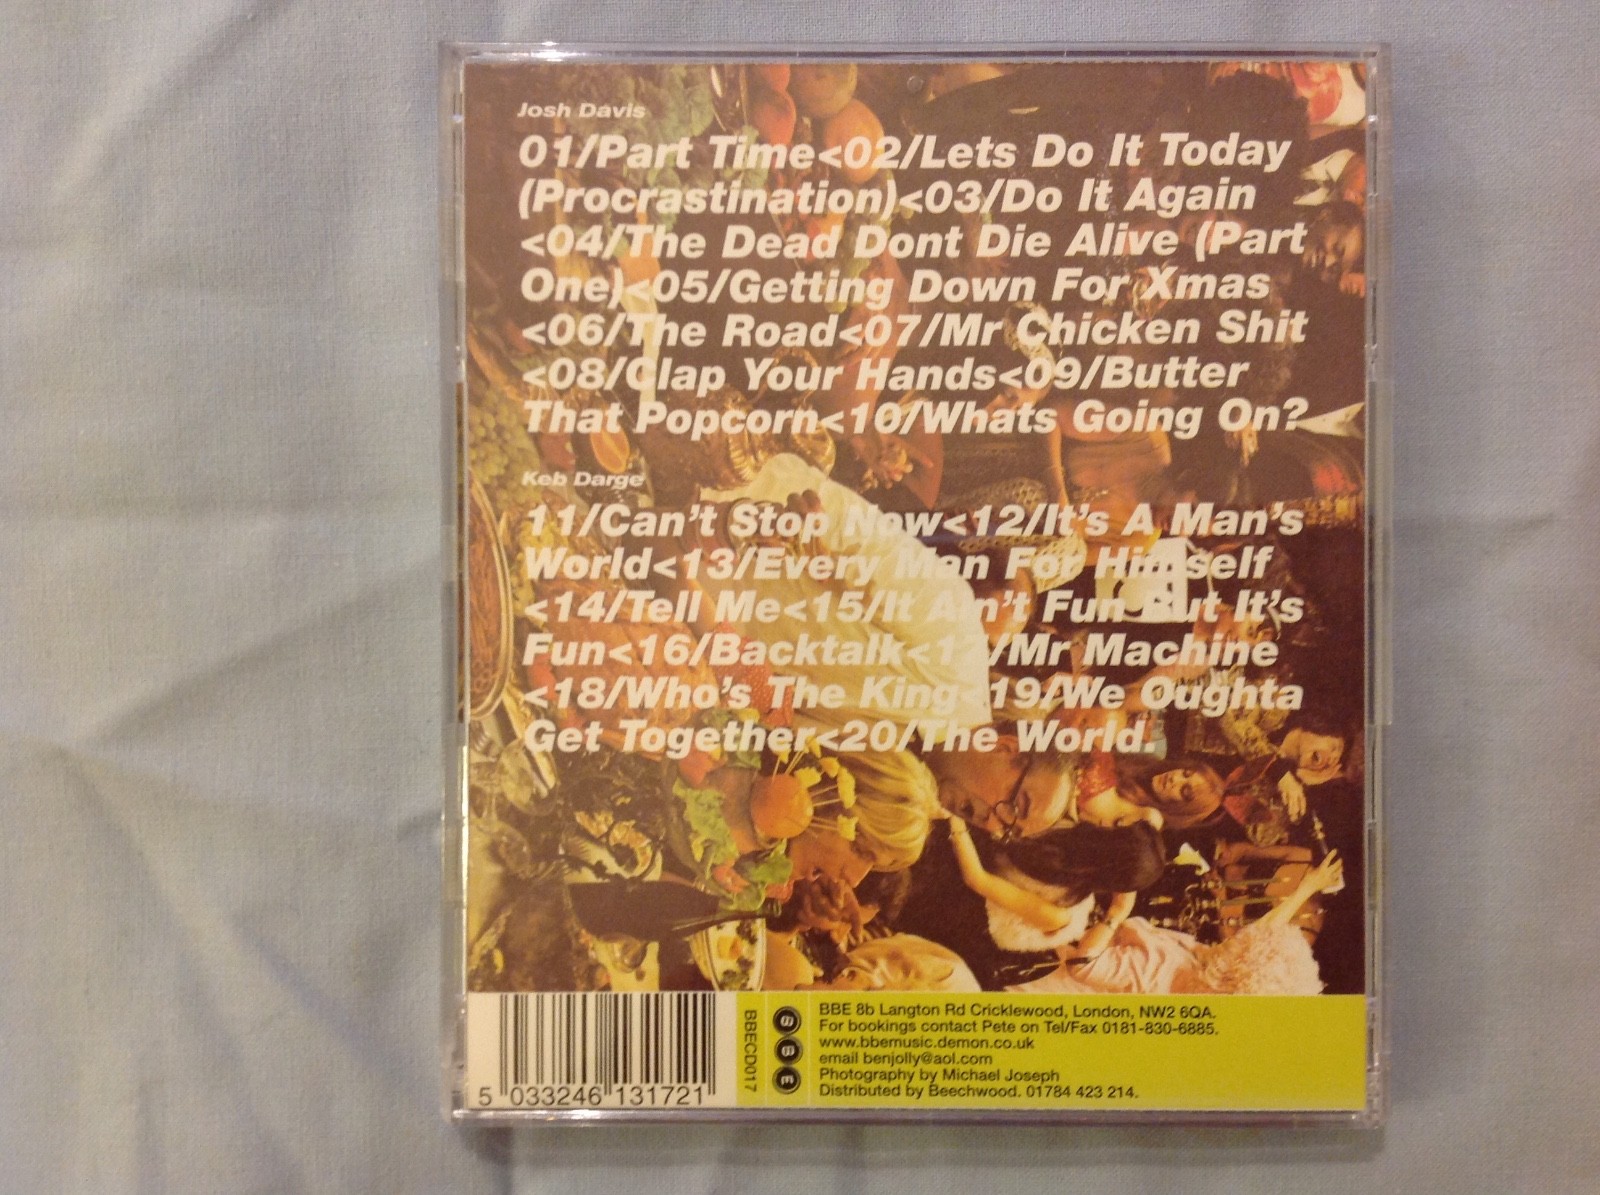 Josh Davis
01/Part Time<02/Lets Do It Today
(Procrastination)<03/Do It Again
<04/The Dead Dont Die Alive (Part
One)<05/Getting Down For Xmas
<06/The Road<07/Mr Chicken Shit
<08/Clap Your Hands<09/Butter
That Popcorn<10/Whats Going On?
Keb Darge
11/Can't Stop Now<12/It's A Man's
World<13/Every Man For Himself
<14/Tell Me<15/It Ain't Fun But It's
Fun<16/Backtalk<17/Mr Machine
<18/Who's The King<19/We Oughta
Get Together<20/The World.
5 033246 131721
BBECD017
BBE
BBE 8b Langton Rd Cricklewood, London, NW2 6QA.
For bookings contact Pete on Tel/Fax 0181-830-6885.
www.bbemusic.demon.co.uk
email benjolly@aol.com
Photography by Michael Joseph
Distributed by Beechwood. 01784 423 214.